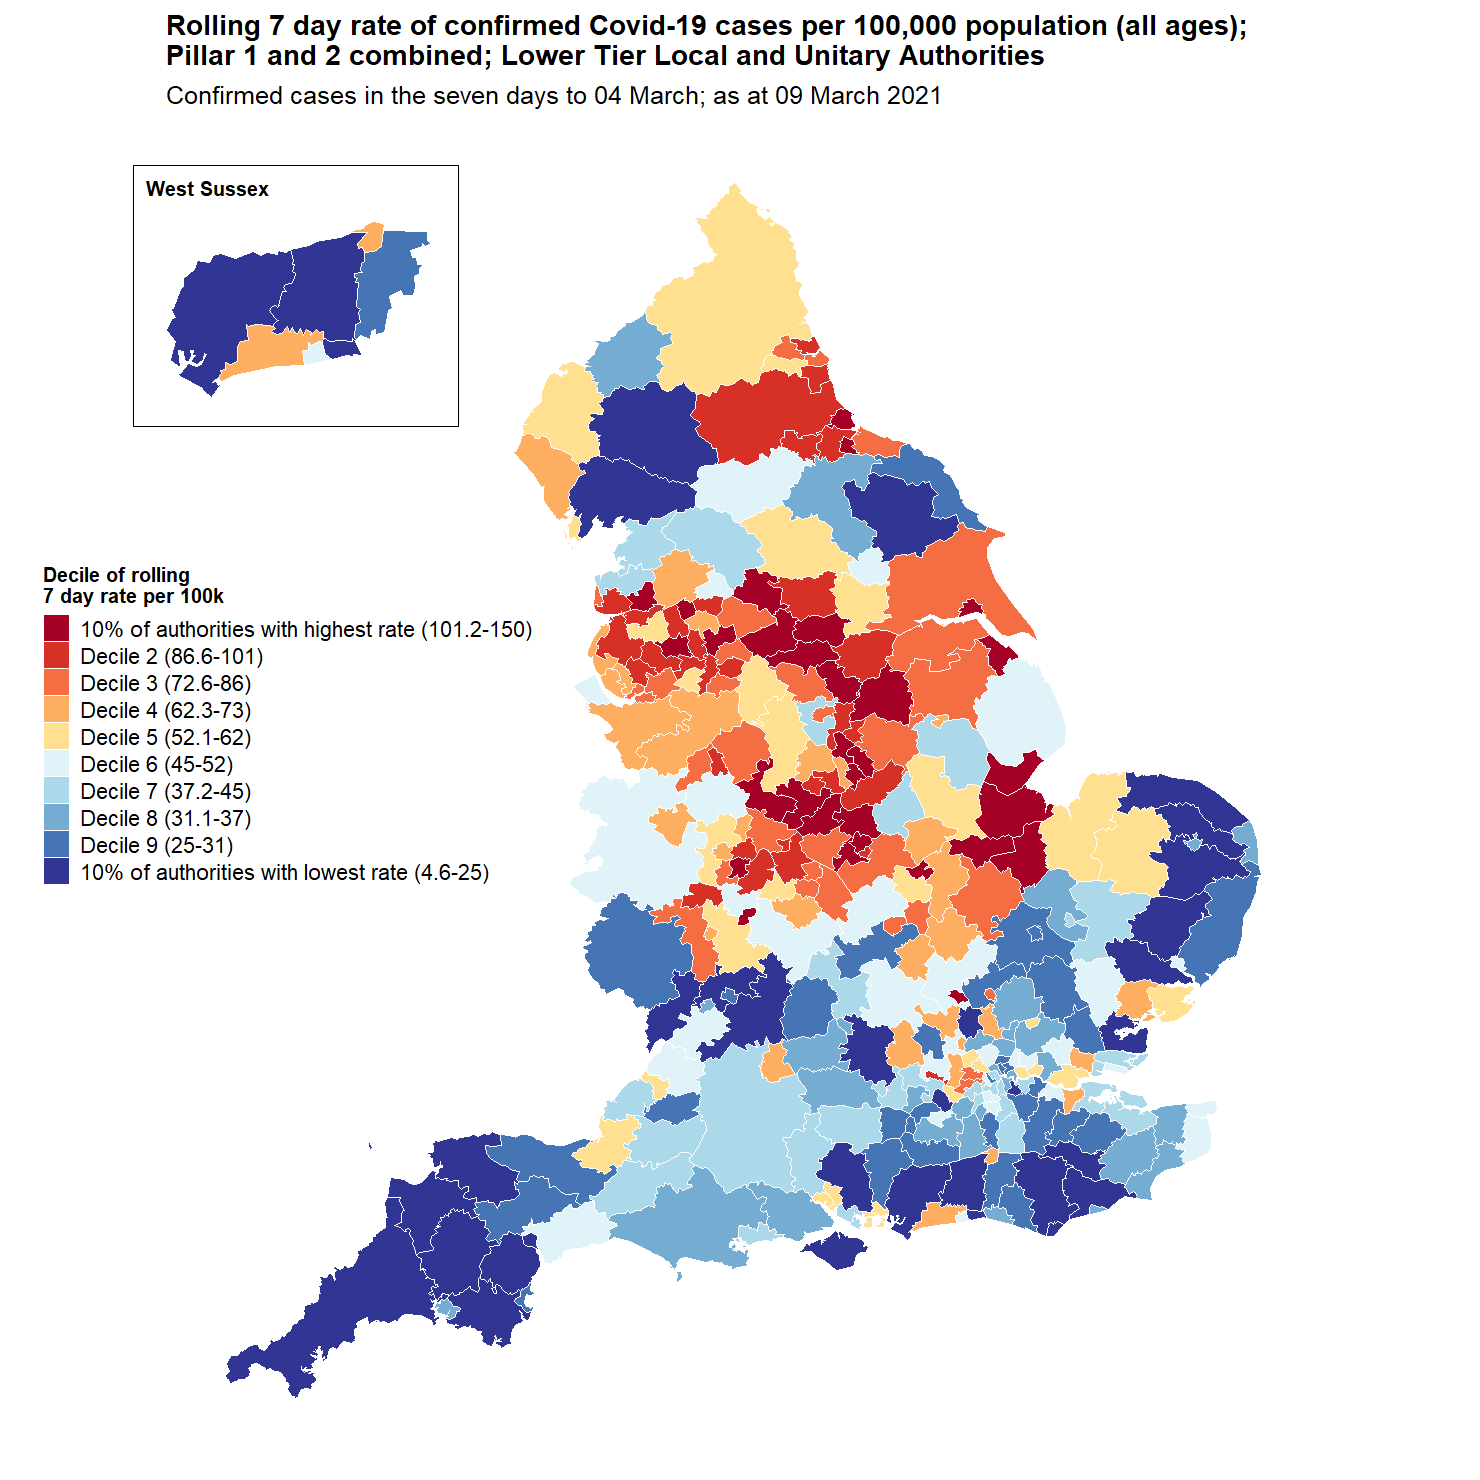 Rolling 7 day rate of confirmed Covid-19 cases per 100,000 population (all ages);
Pillar 1 and 2 combined; Lower Tier Local and Unitary Authorities
Confirmed cases in the seven days to 04 March; as at 09 March 2021
West Sussex
Decile of rolling
7 day rate per 100k
10% of authorities with highest rate (101.2-150)
Decile 2 (86.6-101)
Decile 3 (72.6-86)
Decile 4 (62.3-73)
Decile 5 (52.1-62)
Decile 6 (45-52)
Decile 7 (37.2-45)
Decile 8 (31.1-37)
Decile 9 (25-31)
10% of authorities with lowest rate (4.6-25)